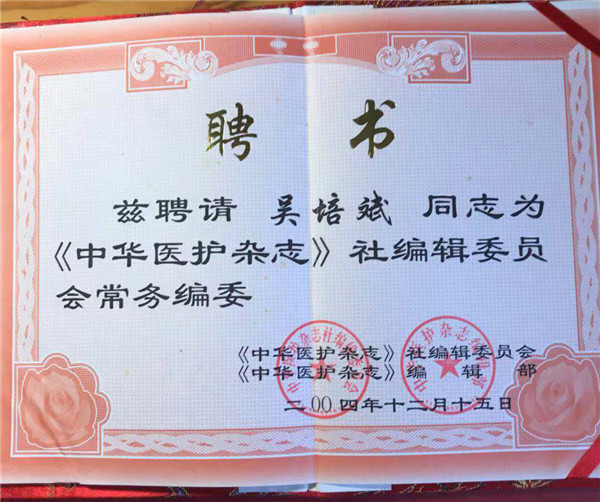 聘 书
兹聘请 吴培斌 同志为
《中华医护杂志》社编辑委员
会常务编委
《中华医护杂志》社编辑委员会
《中华医护杂志》编 辑 部
二00四年十二月十五日